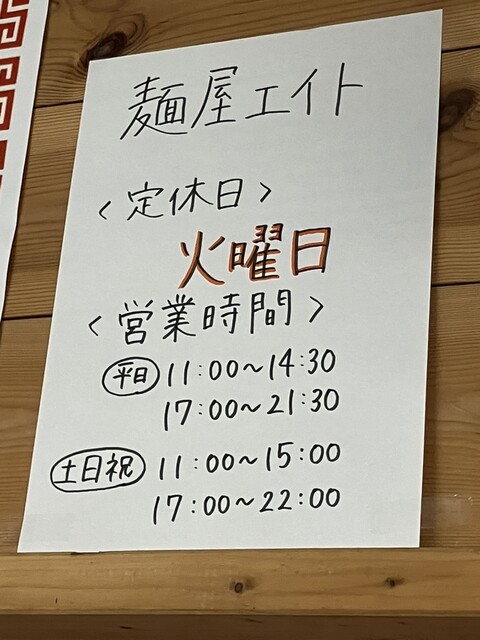 麺屋エイト
〈定休日〉
火曜日
〈営業時間〉
平日 11:00～14:30
17:00～21:30
土日祝 11:00～15:00
17:00～22:00